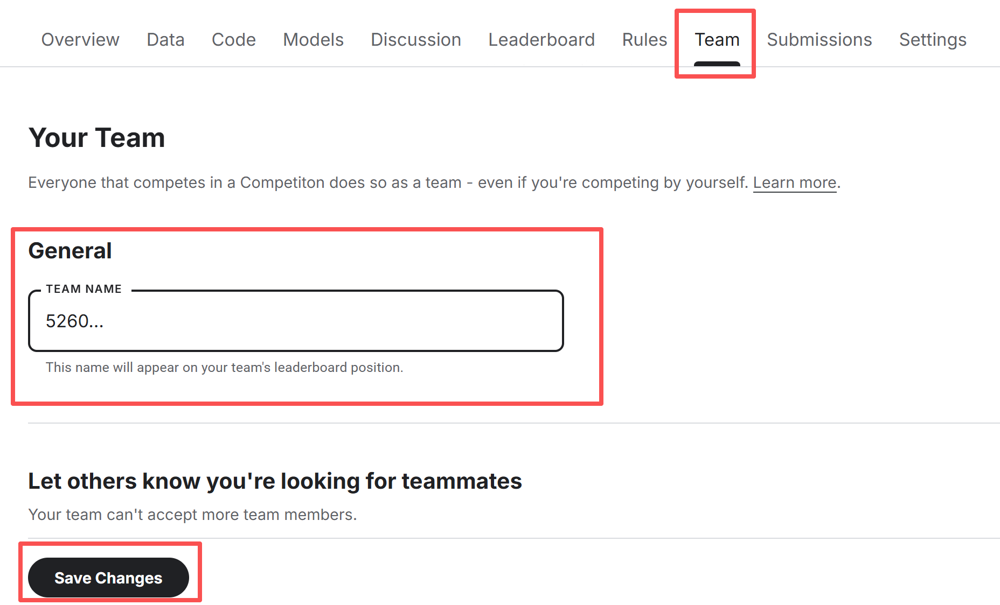 Overview Data Code Models Discussion Leaderboard Rules Team Submissions Settings
Your Team
Everyone that competes in a Competiton does so as a team - even if you're competing by yourself. Learn more.
General
TEAM NAME
5260...
This name will appear on your team's leaderboard position.
Let others know you're looking for teammates
Your team can't accept more team members.
Save Changes